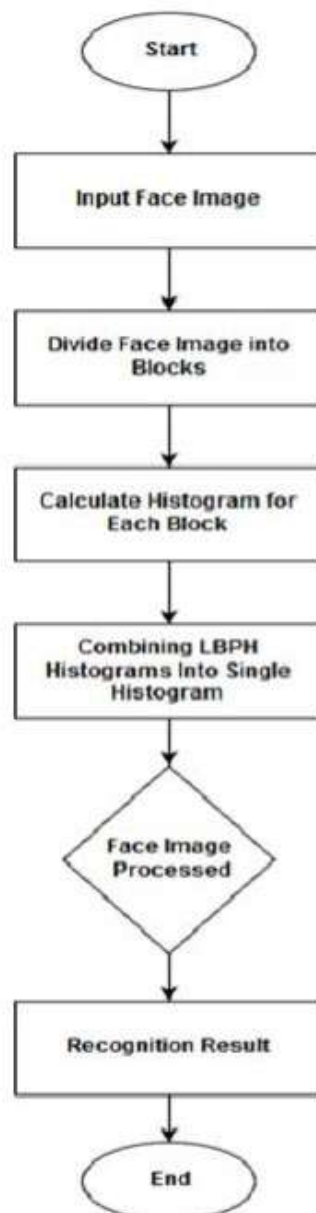 Start
Input Face Image
Divide Face Image into
Blocks
Calculate Histogram for
Each Block
Combining LBPH
Histograms Into Single
Histogram
Face Image
Processed
Recognition Result
End